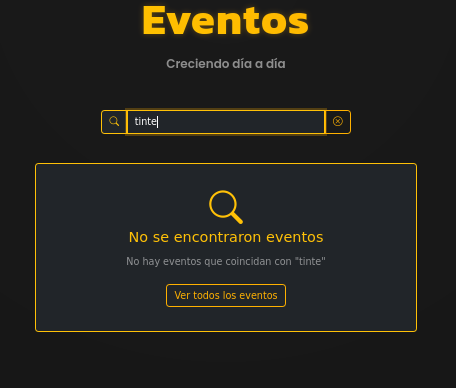 Eventos
Creciendo día a día
tinte
No se encontraron eventos
No hay eventos que coincidan con "tinte"
Ver todos los eventos